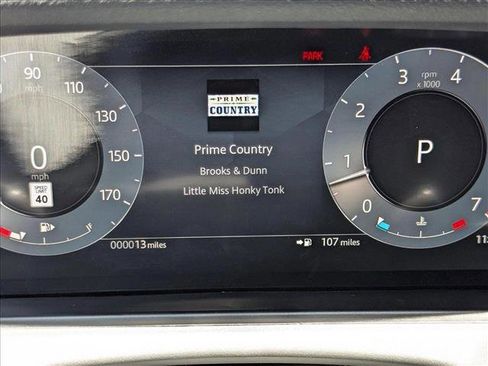 PARK
90
mph
110
130
150
170
0
mph
SPEED
LIMIT
40
PRIME
COUNTRY
Prime Country
Brooks & Dunn
Little Miss Honky Tonk
000013 miles
107 miles
3
4
rpm
x 1000
2
1
0
P
7